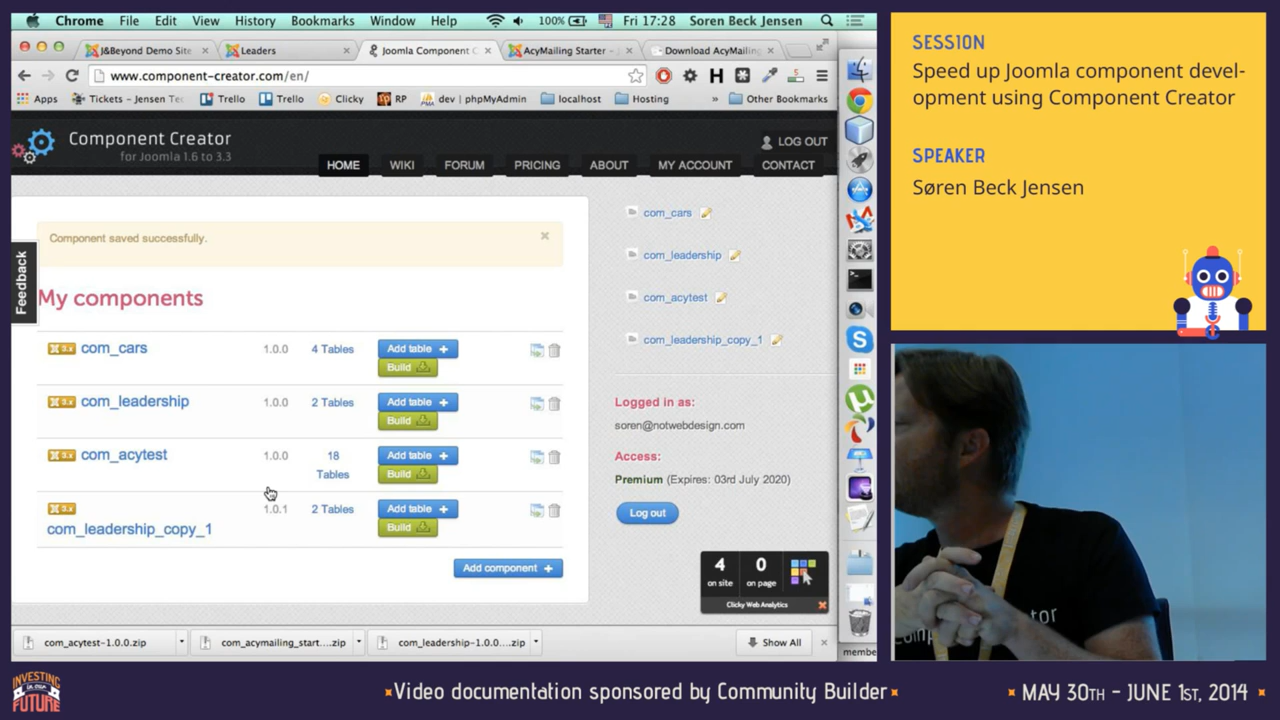 Chrome File Edit View History Bookmarks Window Help 100% Fri 17:28 Soren Beck Jensen
J&Beyond Demo Site × Leaders × Joomla Component C × AcyMailing Starter - × Download AcyMailing ×
www.component-creator.com/en/
Apps Tickets - Jensen Te Trello Trello Clicky RP dev | phpMyAdmin localhost Hosting » Other Bookmarks
Component Creator
for Joomla 1.6 to 3.3
LOG OUT
HOME WIKI FORUM PRICING ABOUT MY ACCOUNT CONTACT
Feedback
Component saved successfully. ×
My components
3.x com_cars 1.0.0 4 Tables Add table + Build
3.x com_leadership 1.0.0 2 Tables Add table + Build
3.x com_acytest 1.0.0 18 Tables Add table + Build
3.x com_leadership_copy_1 1.0.1 2 Tables Add table + Build
Add component +
com_cars
com_leadership
com_acytest
com_leadership_copy_1
Logged in as:
soren@notwebdesign.com
Access:
Premium (Expires: 03rd July 2020)
Log out
4 0
on site on page
Clicky Web Analytics
com_acytest-1.0.0.zip com_acymailing_start....zip com_leadership-1.0.0....zip Show All ×
membe
SESSION
Speed up Joomla component devel-
opment using Component Creator
SPEAKER
Søren Beck Jensen
INVESTING
IN OUR
FUTURE
Video documentation sponsored by Community Builder
MAY 30TH - JUNE 1ST, 2014